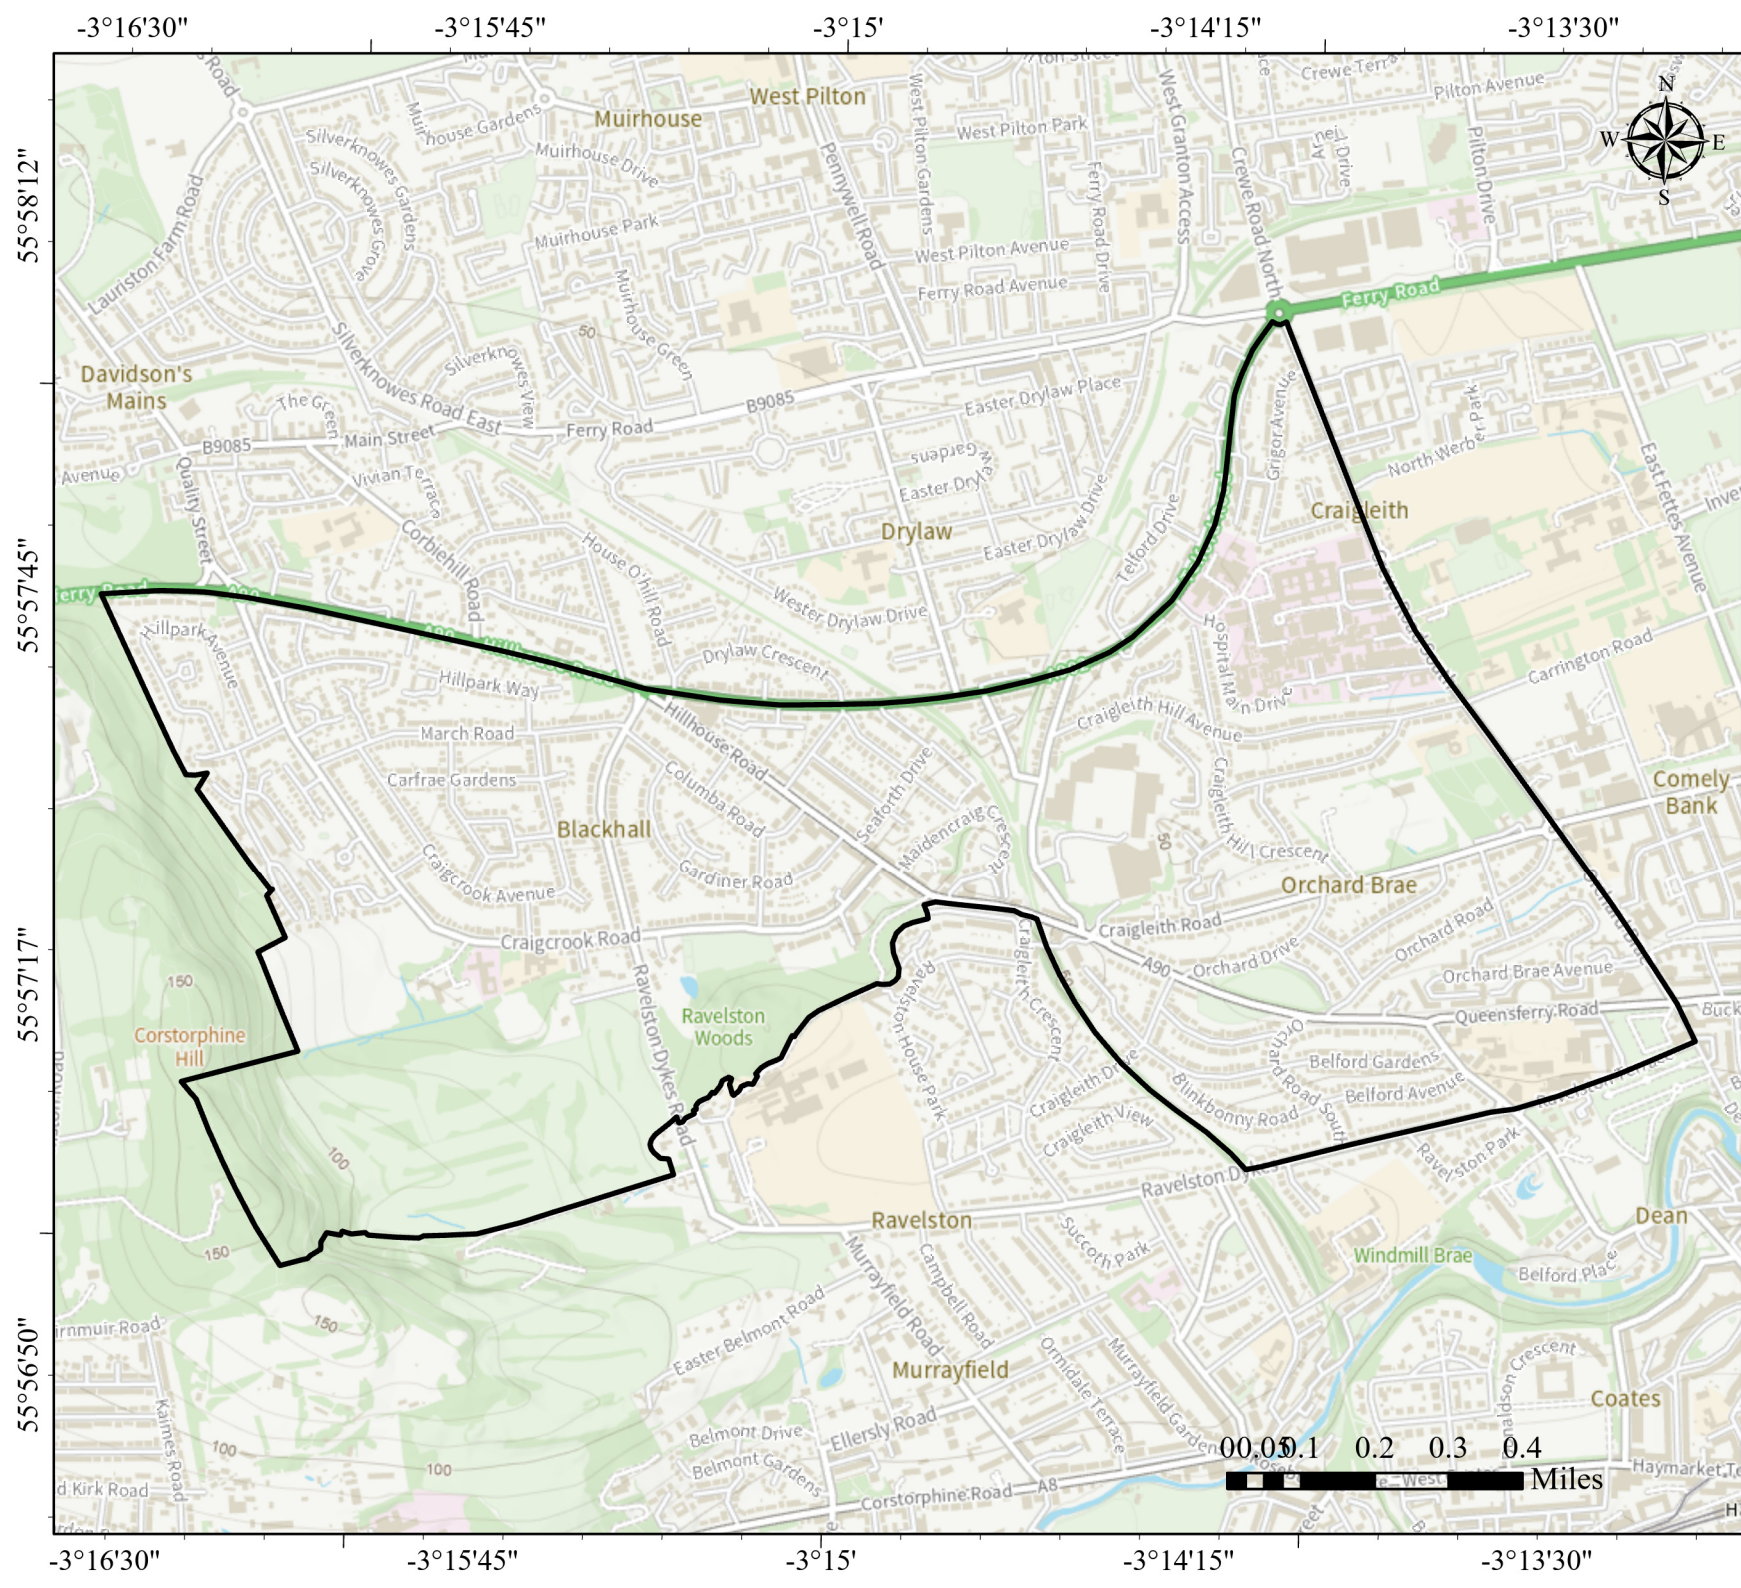 -3°16'30"
-3°15'45"
-3°15'
-3°14'15"
-3°13'30"
55°58'12"
55°57'45"
55°57'17"
55°56'50"
N
W
E
S
Road
West Pilton
Muirhouse
Muirhouse Gardens
Muirhouse Drive
Muirhouse Park
Muirhouse Green
Silverknowes Gardens
Silverknowes Grove
Lauriston Farm Road
Silverknowes Road East
Silverknowes View
50
Pennywell Road
West Pilton Gardens
West Pilton Park
West Pilton Avenue
Ferry Road Avenue
Ferry Road Drive
West Granton Access
Crewe Road North
Crewe Terra
Pilton Avenue
Pilton Drive
Ferry Road
Davidson's
Mains
The Green
B9085
Main Street
Ferry Road
B9085
Avenue
Quality Street
Vivian Terrace
Corbiehill Road
House O'hill Road
Easter Drylaw Place
Easter Drylaw Gardens
Easter Drylaw Drive
Drylaw
Wester Drylaw Drive
Drylaw Crescent
Telford Drive
Grigor Avenue
Craigleith
North Werber Park
East Fettes Avenue
Carrington Road
Ferry Road
Hillpark Avenue
Hillpark Way
March Road
Carfrae Gardens
Blackhall
Hillhouse Road
Columba Road
Seaforth Drive
Maidencraig Crescent
Gardiner Road
Craigcrook Avenue
Craigcrook Road
Hospital Main Drive
Craigleith Hill Avenue
Craigleith Hill Crescent
50
Comely
Bank
Orchard Brae
Craigleith Road
Orchard Road
Orchard Drive
Orchard Brae Avenue
A90
Queensferry Road
Buck
Belford Gardens
Belford Avenue
Orchard Road South
Blinkbonny Road
Craigleith Crescent
Craigleith Drive
Craigleith View
Ravelston House Park
Ravelston
Woods
Ravelston Dykes Road
Corstorphine
Hill
150
100
150
150
100
100
Ravelston
Ravelston Dykes
Ravelston Park
Dean
Windmill Brae
Belford Place
Succoth Park
Campbell Road
Murrayfield Road
Murrayfield
Murrayfield Gardens
Ormidale Terrace
Easter Belmont Road
Ellersly Road
Belmont Drive
Belmont Gardens
Corstorphine Road
A8
Kaimes Road
d Kirk Road
irnmuir Road
Crescent
Coates
Haymarket Te
0 0.05 0.1 0.2 0.3 0.4
Miles
-3°16'30"
-3°15'45"
-3°15'
-3°14'15"
-3°13'30"